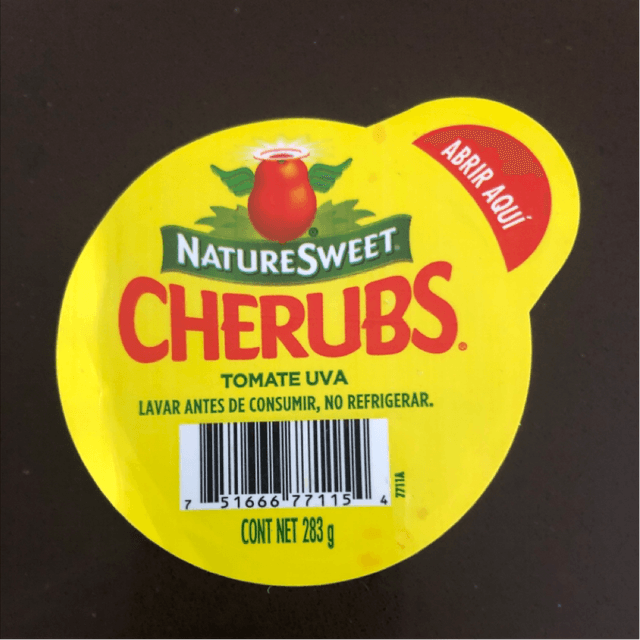 ABRIR AQUÍ
NATURESWEET®
CHERUBS®
TOMATE UVA
LAVAR ANTES DE CONSUMIR, NO REFRIGERAR.
7 51666 77115 4
7711A
CONT NET 283 g